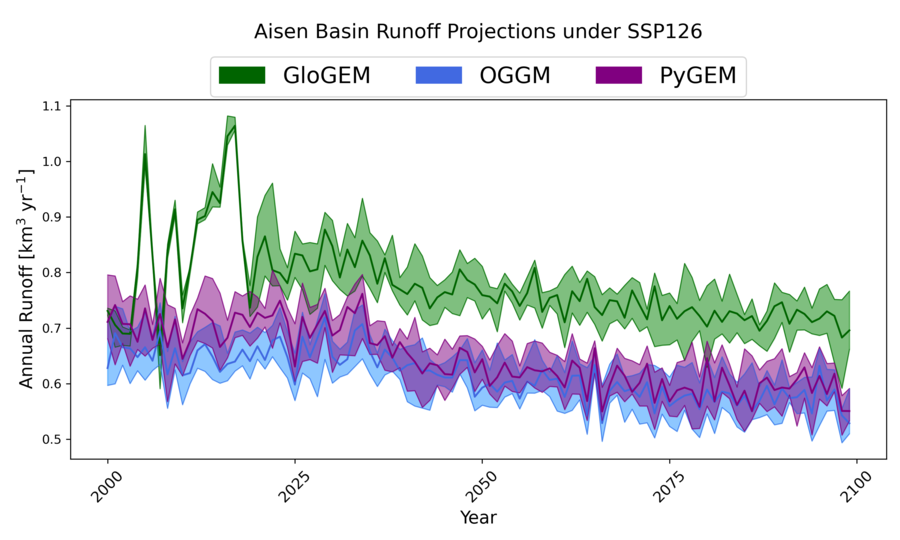 Aisen Basin Runoff Projections under SSP126
GloGEM OGGM PyGEM
1.1
1.0
0.9
0.8
0.7
0.6
0.5
Annual Runoff [km³ yr⁻¹]
2000 2025 2050 2075 2100
Year